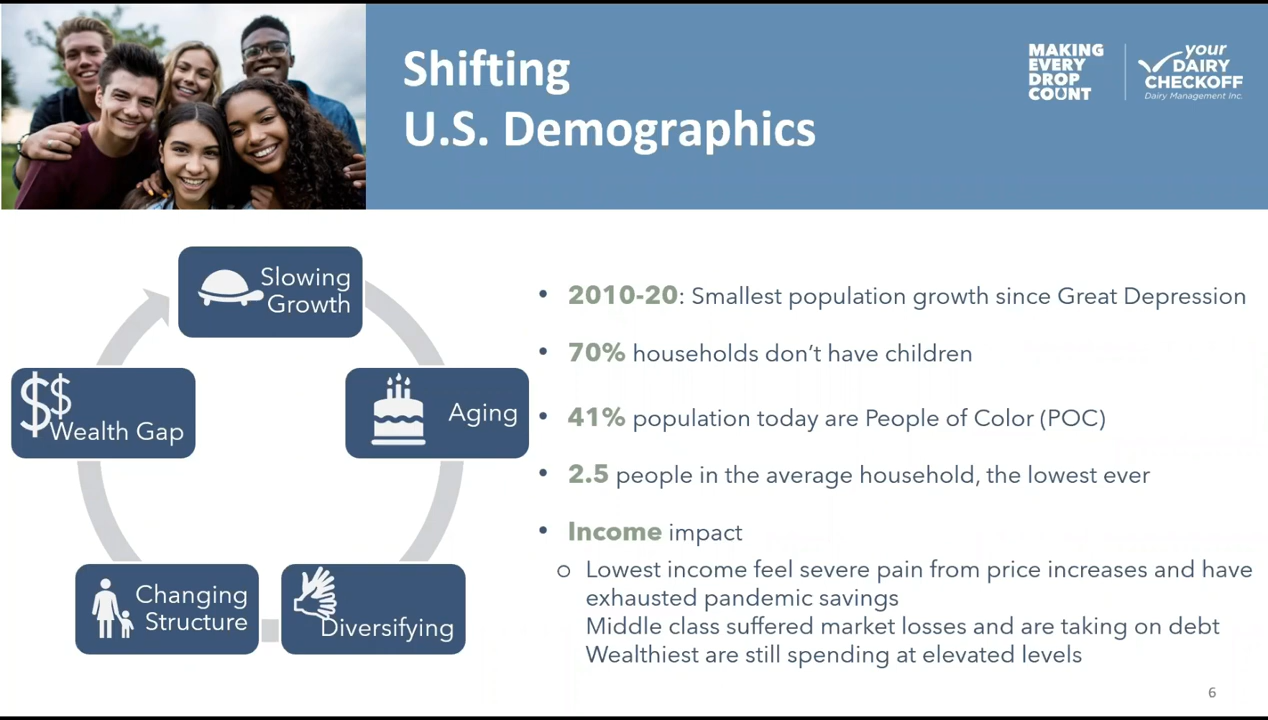 Shifting
U.S. Demographics
MAKING
EVERY
DROP
COUNT
your
DAIRY
CHECKOFF
Dairy Management Inc.
Slowing
Growth
$$
Wealth Gap
Aging
Changing
Structure
Diversifying
• 2010-20: Smallest population growth since Great Depression
• 70% households don’t have children
• 41% population today are People of Color (POC)
• 2.5 people in the average household, the lowest ever
• Income impact
○ Lowest income feel severe pain from price increases and have
exhausted pandemic savings
Middle class suffered market losses and are taking on debt
Wealthiest are still spending at elevated levels
6